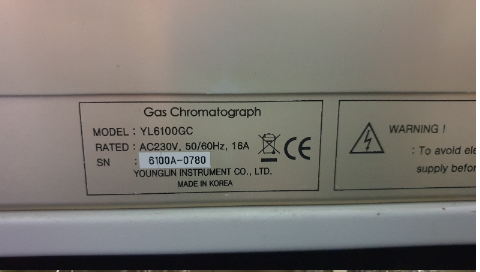 Gas Chromatograph
MODEL : YL6100GC
RATED : AC230V, 50/60Hz, 16A
SN : 6100A-0780
YOUNGLIN INSTRUMENT CO., LTD.
MADE IN KOREA
CE
WARNING !
: To avoid ele
supply befor